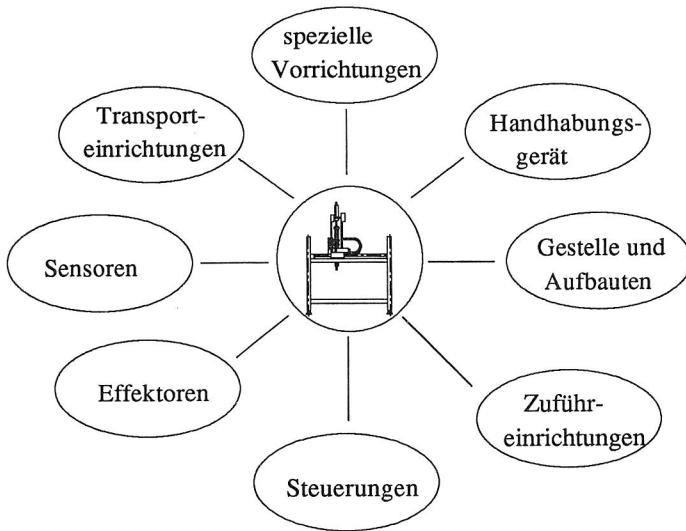 spezielle
Vorrichtungen
Transport-
einrichtungen
Handhabungs-
gerät
Sensoren
Gestelle und
Aufbauten
Effektoren
Zuführ-
einrichtungen
Steuerungen